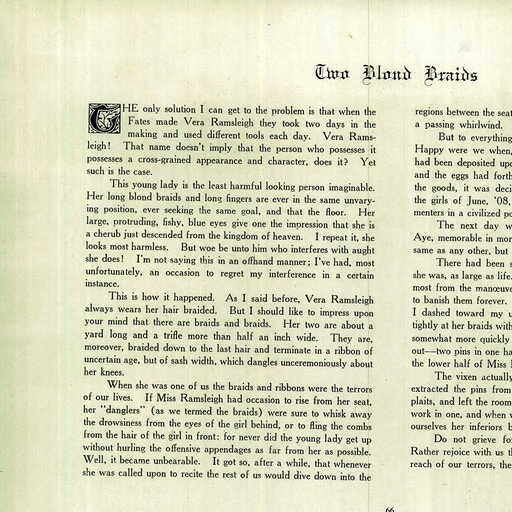 Two Blond Braids
THE only solution I can get to the problem is that when the
Fates made Vera Ramsleigh they took two days in the
making and used different tools each day. Vera Rams-
leigh! That name doesn't imply that the person who possesses it
possesses a cross-grained appearance and character, does it? Yet
such is the case.
This young lady is the least harmful looking person imaginable.
Her long blond braids and long fingers are ever in the same unvary-
ing position, ever seeking the same goal, and that the floor. Her
large, protruding, fishy, blue eyes give one the impression that she is
a cherub just descended from the kingdom of heaven. I repeat it, she
looks most harmless. But woe be unto him who interferes with aught
she does! I'm not saying this in an offhand manner; I've had, most
unfortunately, an occasion to regret my interference in a certain
instance.
This is how it happened. As I said before, Vera Ramsleigh
always wears her hair braided. But I should like to impress upon
your mind that there are braids and braids. Her two are about a
yard long and a trifle more than half an inch wide. They are,
moreover, braided down to the last hair and terminate in a ribbon of
uncertain age, but of sash width, which dangles unceremoniously about
her knees.
When she was one of us the braids and ribbons were the terrors
of our lives. If Miss Ramsleigh had occasion to rise from her seat,
her "danglers" (as we termed the braids) were sure to whisk away
the drowsiness from the eyes of the girl behind, or to fling the combs
from the hair of the girl in front: for never did the young lady get up
without hurling the offensive appendages as far from her as possible.
Well, it became unbearable. It got so, after a while, that whenever
she was called upon to recite the rest of us would dive down into the
regions between the seat
a passing whirlwind.
But to everything
Happy were we when,
had been deposited upo
and the eggs had forth
the goods, it was deci
the girls of June, '08,
menters in a civilized po
The next day w
Aye, memorable in mor
same as any other, but
There had been s
she was, as large as life.
most from the manœuve
to banish them forever.
I dashed toward my u
tightly at her braids with
somewhat more quickly
out—two pins in one ha
the lower half of Miss
The vixen actually
extracted the pins from
plaits, and left the room
work in one, and when w
ourselves her inferiors b
Do not grieve fo
Rather rejoice with us t
reach of our terrors, the
66